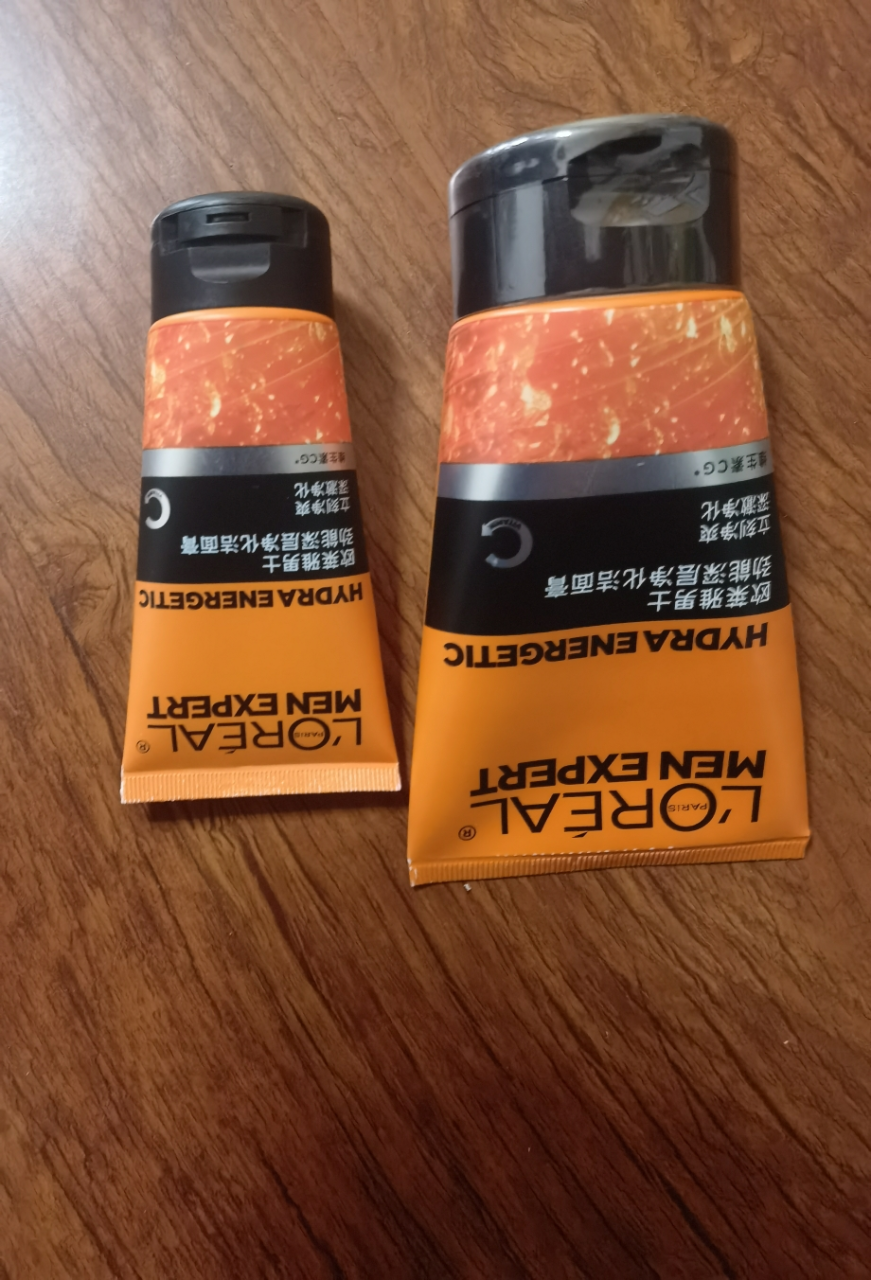 L'ORÉAL®
PARIS
MEN EXPERT
HYDRA ENERGETIC
欧莱雅男士
劲能深层净化洁面膏
立刻净爽
深澈净化
VITAMIN
C
维生素CG*
L'ORÉAL®
PARIS
MEN EXPERT
HYDRA ENERGETIC
欧莱雅男士
劲能深层净化洁面膏
立刻净爽
深澈净化
C
维生素CG*